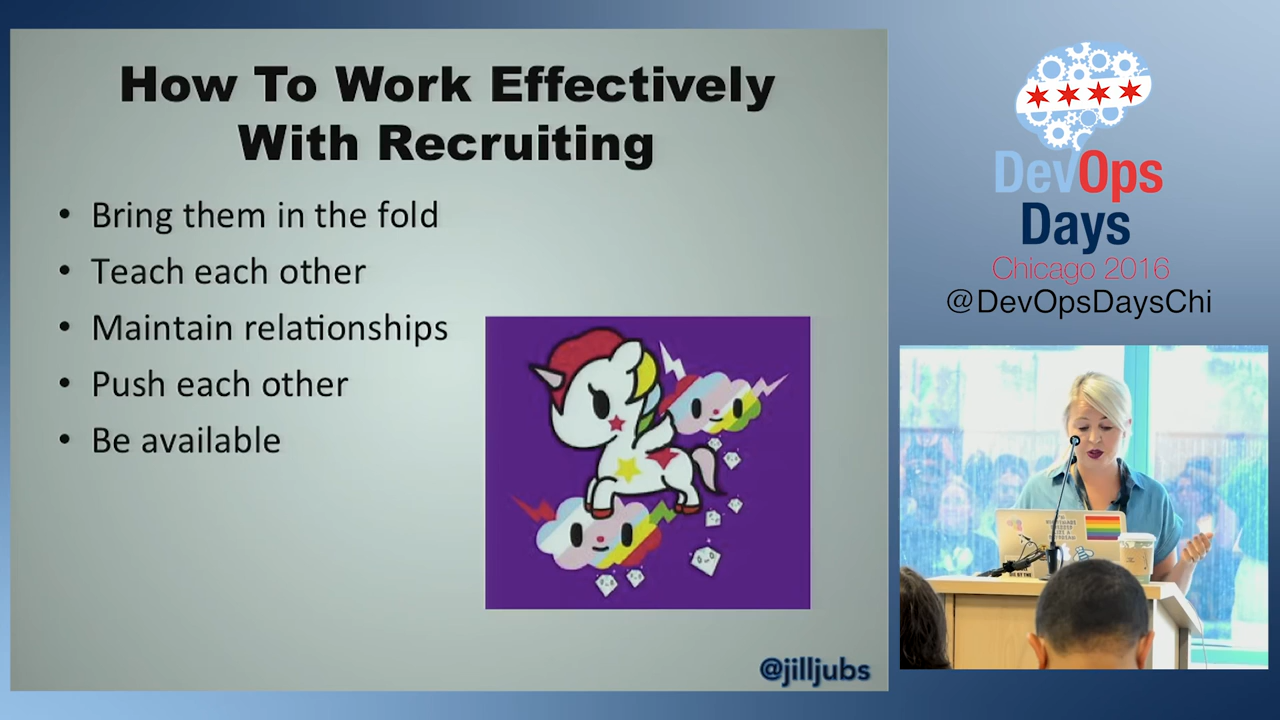 How To Work Effectively
With Recruiting
• Bring them in the fold
• Teach each other
• Maintain relationships
• Push each other
• Be available
@jilljubs
DevOps
Days
Chicago 2016
@DevOpsDaysChi